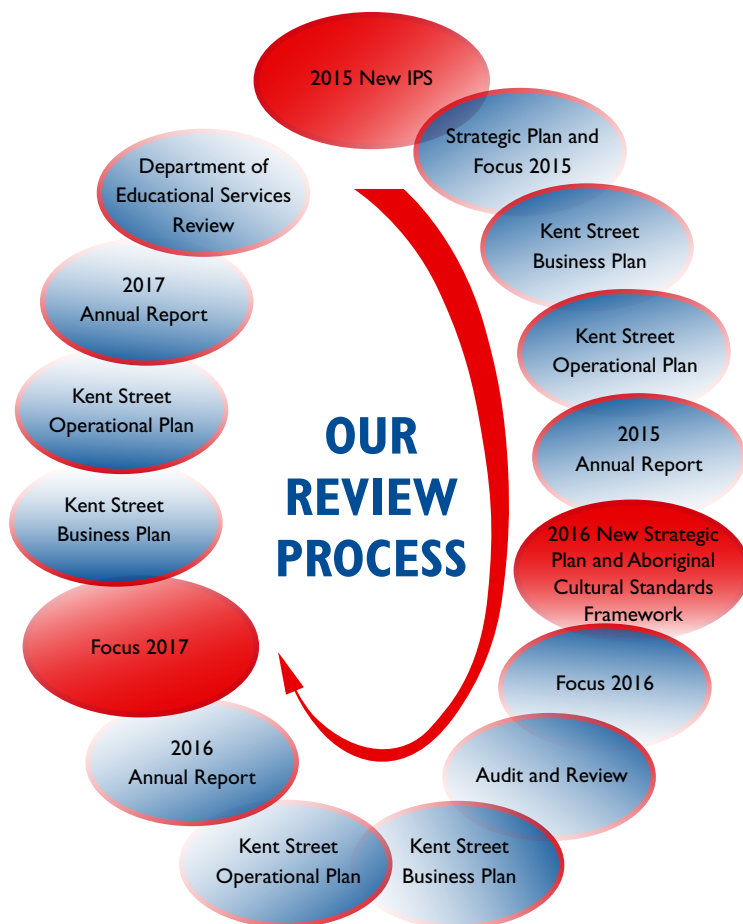 2015 New IPS
Strategic Plan and
Focus 2015
Kent Street
Business Plan
Kent Street
Operational Plan
2015
Annual Report
2016 New Strategic
Plan and Aboriginal
Cultural Standards
Framework
Focus 2016
Audit and Review
Kent Street
Business Plan
Kent Street
Operational Plan
2016
Annual Report
Focus 2017
Kent Street
Business Plan
Kent Street
Operational Plan
2017
Annual Report
Department of
Educational Services
Review
OUR
REVIEW
PROCESS